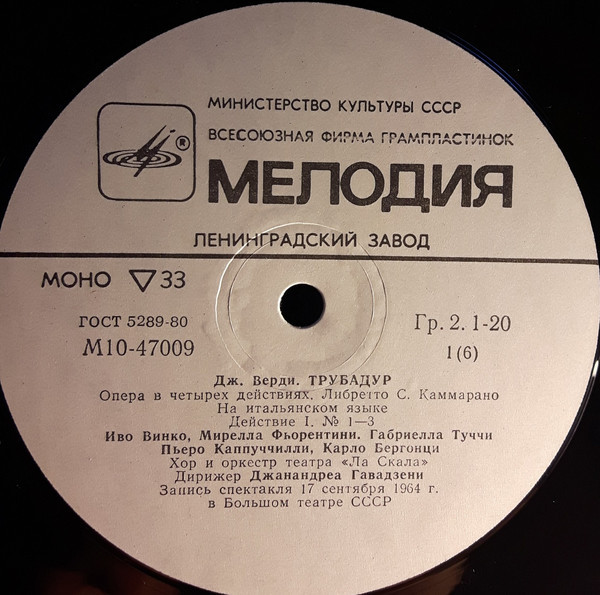 МИНИСТЕРСТВО КУЛЬТУРЫ СССР
ВСЕСОЮЗНАЯ ФИРМА ГРАМПЛАСТИНОК
®
МЕЛОДИЯ
ЛЕНИНГРАДСКИЙ ЗАВОД
МОНО ▽ 33
ГОСТ 5289-80
Гр. 2. 1-20
М10-47009
1(6)
Дж. Верди. ТРУБАДУР
Опера в четырех действиях. Либретто С. Каммарано
На итальянском языке
Действие I. № 1—3
Иво Винко, Мирелла Фьорентини. Габриелла Туччи
Пьеро Каппуччилли, Карло Бергонци
Хор и оркестр театра «Ла Скала»
Дирижер Джанандреа Гавадзени
Запись спектакля 17 сентября 1964 г.
в Большом театре СССР